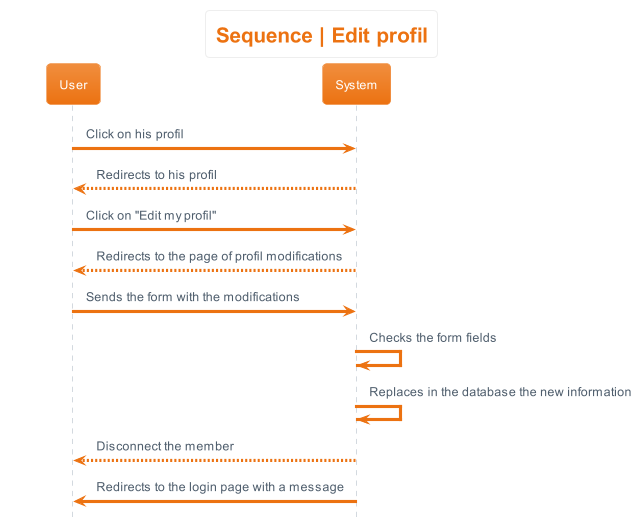 Sequence | Edit profil
User
System
Click on his profil
Redirects to his profil
Click on "Edit my profil"
Redirects to the page of profil modifications
Sends the form with the modifications
Checks the form fields
Replaces in the database the new information
Disconnect the member
Redirects to the login page with a message